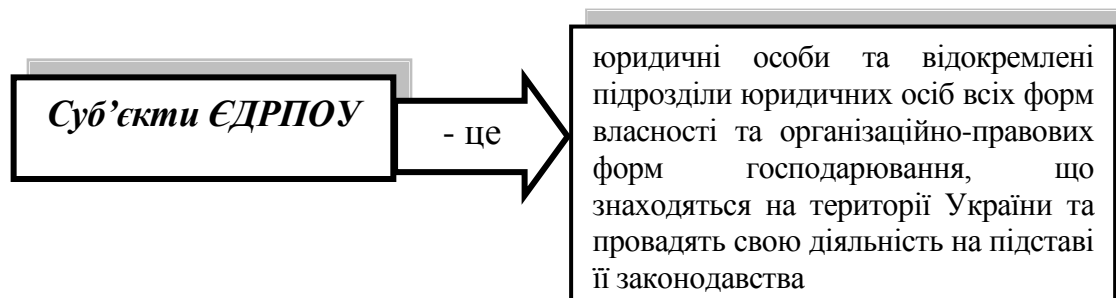 Суб’єкти ЄДРПОУ
- це
юридичні особи та відокремлені
підрозділи юридичних осіб всіх форм
власності та організаційно-правових
форм господарювання, що
знаходяться на території України та
провадять свою діяльність на підставі
її законодавства